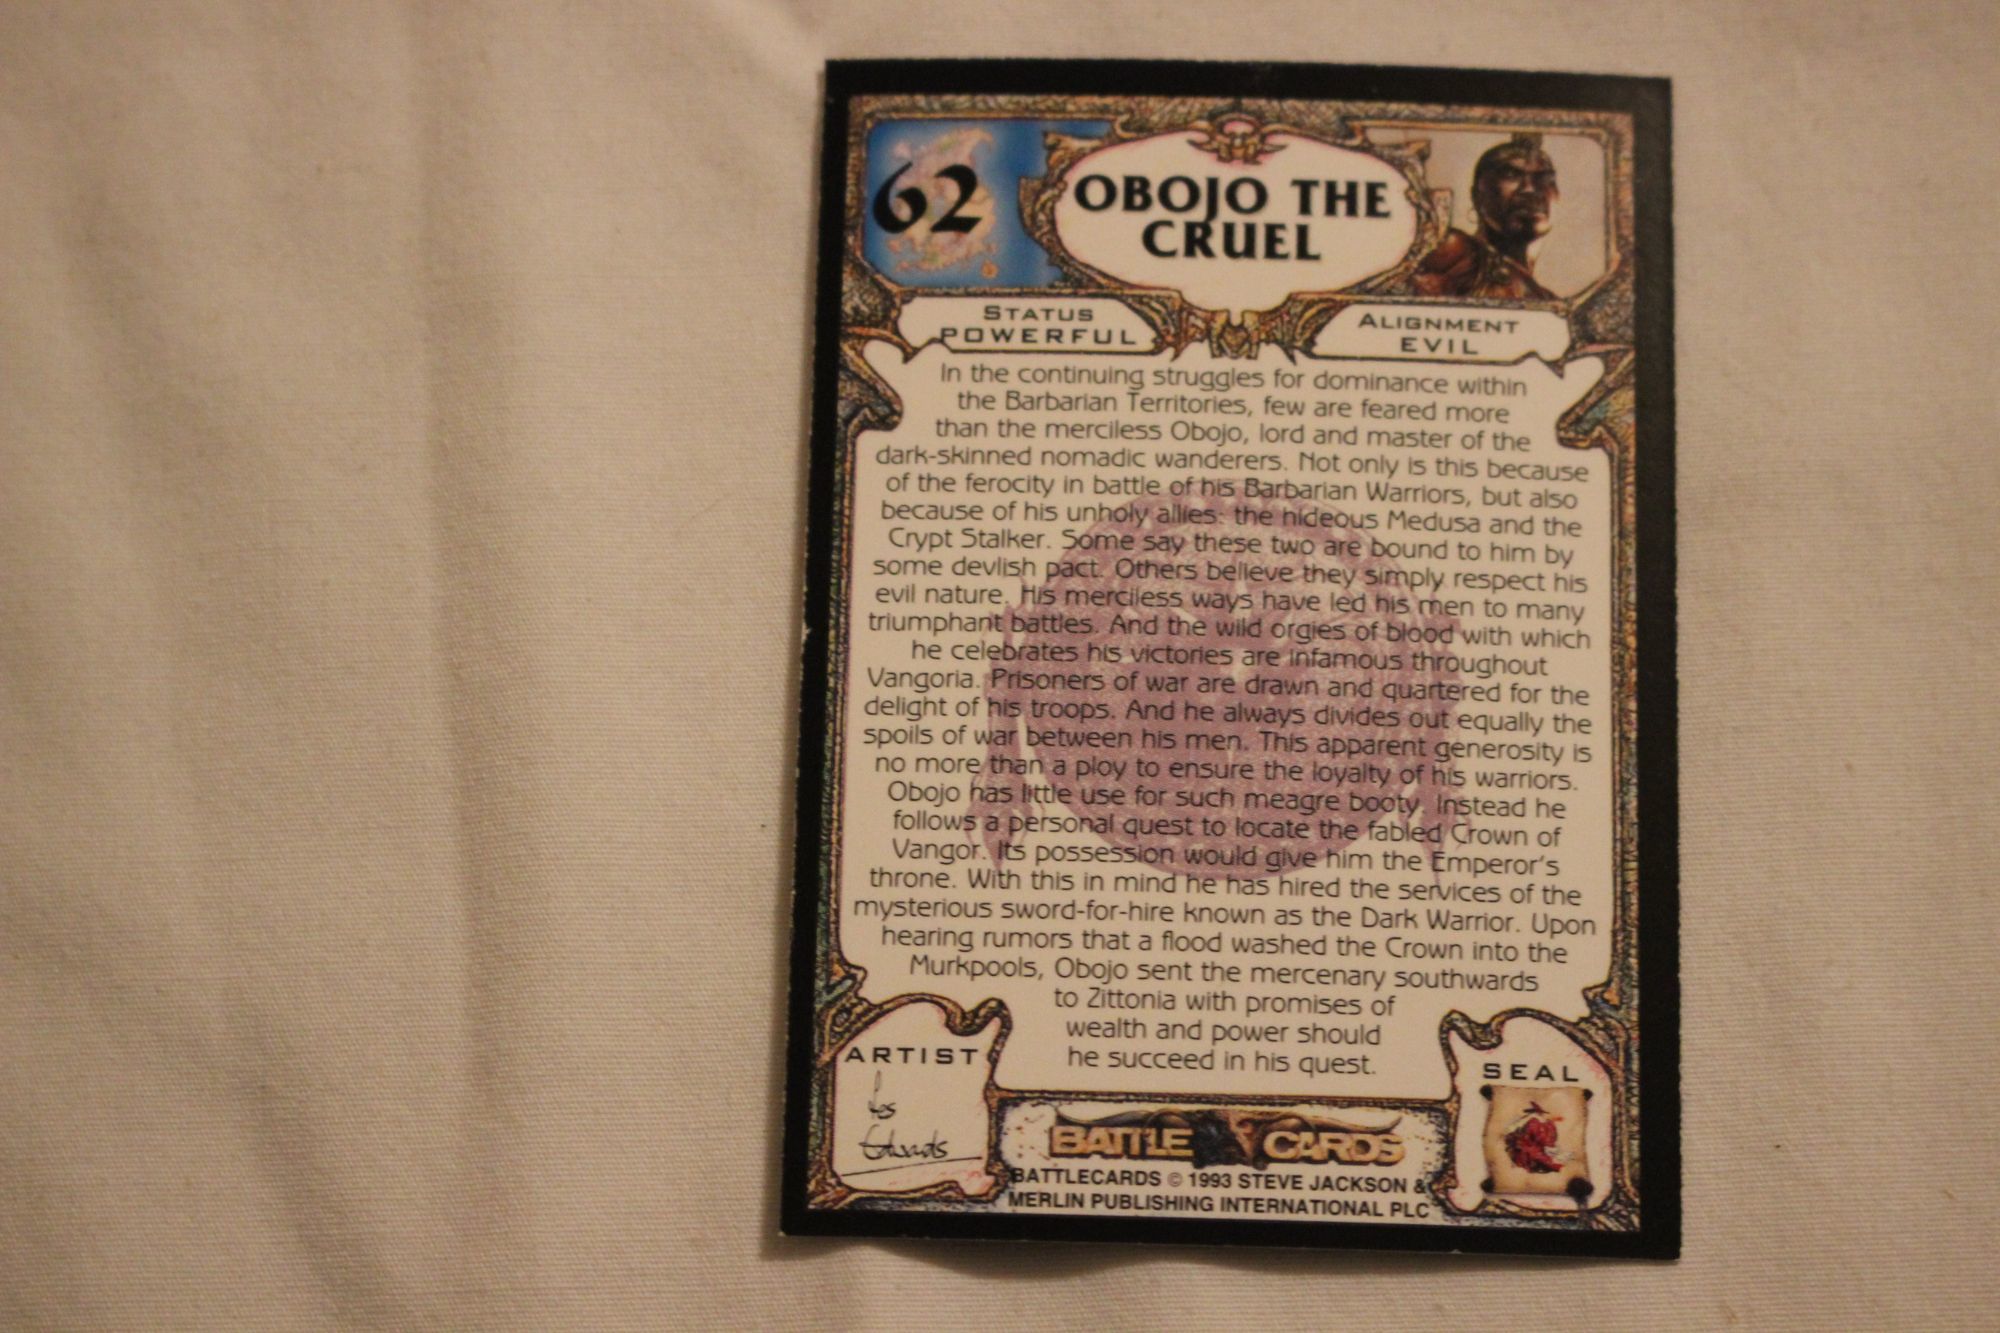 62
OBOJO THE
CRUEL
STATUS
POWERFUL
ALIGNMENT
EVIL
In the continuing struggles for dominance within
the Barbarian Territories, few are feared more
than the merciless Obojo, lord and master of the
dark-skinned nomadic wanderers. Not only is this because
of the ferocity in battle of his Barbarian Warriors, but also
because of his unholy allies: the hideous Medusa and the
Crypt Stalker. Some say these two are bound to him by
some devlish pact. Others believe they simply respect his
evil nature. His merciless ways have led his men to many
triumphant battles. And the wild orgies of blood with which
he celebrates his victories are infamous throughout
Vangoria. Prisoners of war are drawn and quartered for the
delight of his troops. And he always divides out equally the
spoils of war between his men. This apparent generosity is
no more than a ploy to ensure the loyalty of his warriors.
Obojo has little use for such meagre booty. Instead he
follows a personal quest to locate the fabled Crown of
Vangor. Its possession would give him the Emperor's
throne. With this in mind he has hired the services of the
mysterious sword-for-hire known as the Dark Warrior. Upon
hearing rumors that a flood washed the Crown into the
Murkpools, Obojo sent the mercenary southwards
to Zittonia with promises of
wealth and power should
he succeed in his quest.
ARTIST
Les
Edwards
SEAL
BATTLE CARDS
BATTLECARDS © 1993 STEVE JACKSON &
MERLIN PUBLISHING INTERNATIONAL PLC